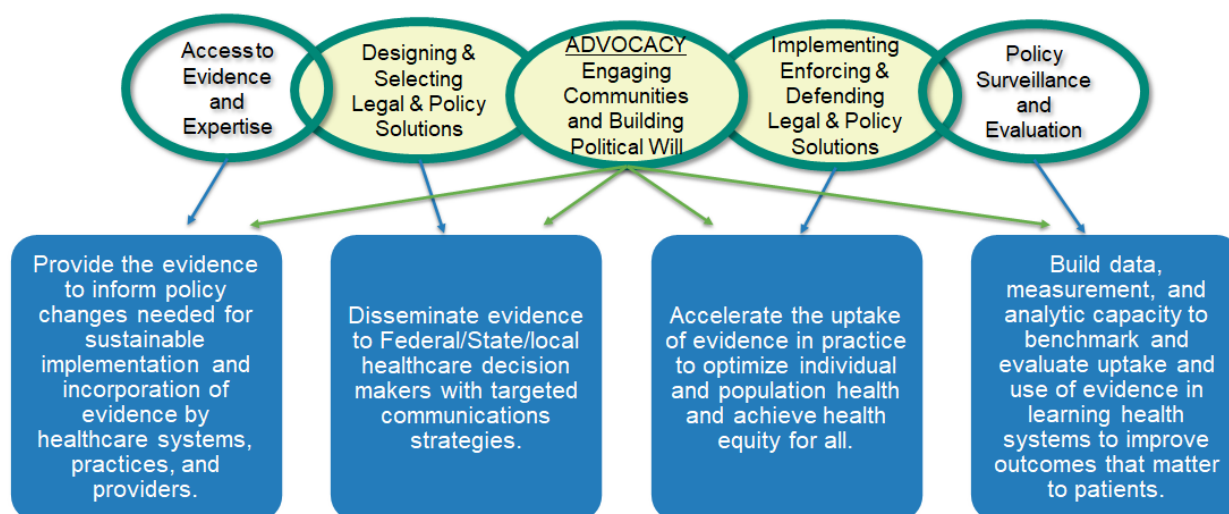 Access to
Evidence
and
Expertise
Designing &
Selecting
Legal & Policy
Solutions
ADVOCACY
Engaging
Communities
and Building
Political Will
Implementing
Enforcing &
Defending
Legal & Policy
Solutions
Policy
Surveillance
and
Evaluation
Provide the evidence
to inform policy
changes needed for
sustainable
implementation and
incorporation of
evidence by
healthcare systems,
practices, and
providers.
Disseminate evidence
to Federal/State/local
healthcare decision
makers with targeted
communications
strategies.
Accelerate the uptake
of evidence in practice
to optimize individual
and population health
and achieve health
equity for all.
Build data,
measurement, and
analytic capacity to
benchmark and
evaluate uptake and
use of evidence in
learning health
systems to improve
outcomes that matter
to patients.